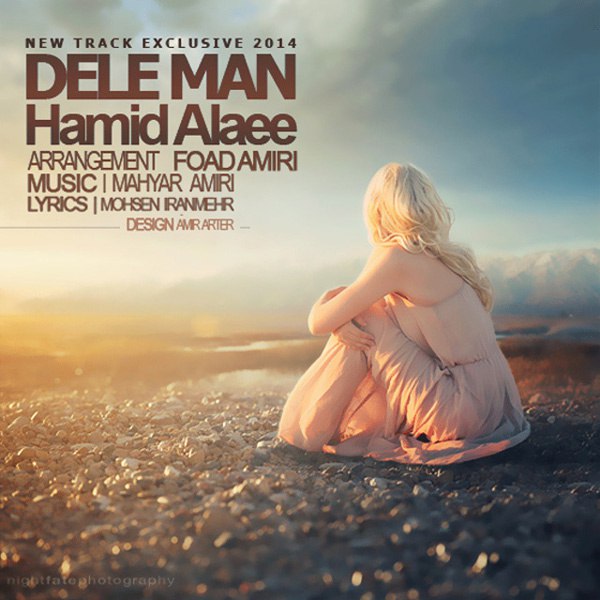 NEW TRACK EXCLUSIVE 2014
DELE MAN
Hamid Alaee
ARRANGEMENT FOAD AMIRI
MUSIC | MAHYAR AMIRI
LYRICS | MOHSEN IRANMEHR
DESIGN AMIR ARTER
nightfatephotography